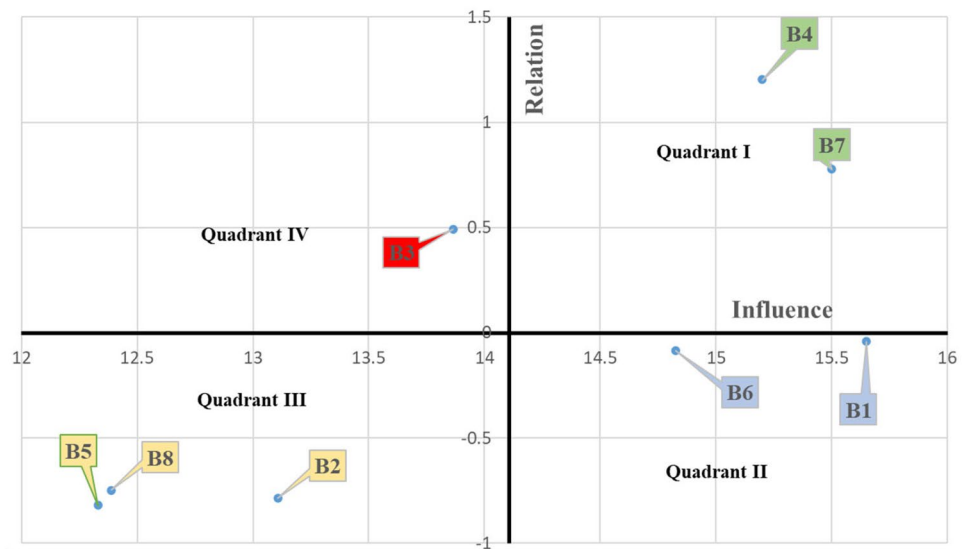 1.5
B4
Relation
1
Quadrant I
B7
Quadrant IV
0.5
B3
Influence
0
12
12.5
13
13.5
14
14.5
15
15.5
16
B6
B1
Quadrant III
-0.5
B5
B8
B2
Quadrant II
-1